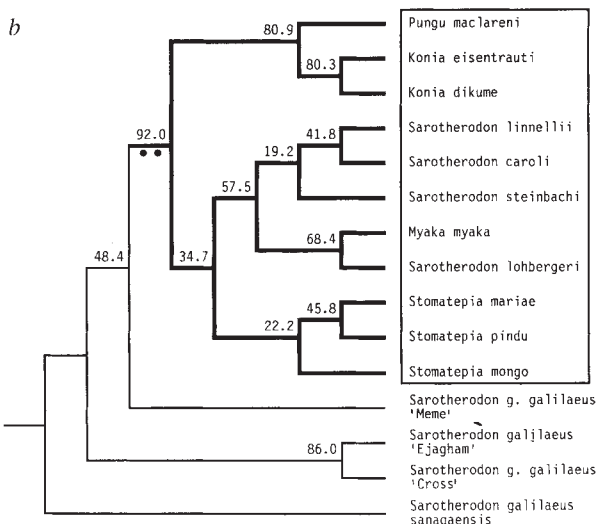 b
80.9
Pungu maclareni
80.3
Konia eisentrauti
Konia dikume
92.0
41.8
Sarotherodon linnellii
19.2
Sarotherodon caroli
57.5
Sarotherodon steinbachi
68.4
Myaka myaka
48.4
34.7
Sarotherodon lohbergeri
45.8
Stomatepia mariae
22.2
Stomatepia pindu
Stomatepia mongo
Sarotherodon g. galilaeus
'Meme'
86.0
Sarotherodon galilaeus
'Ejagham'
Sarotherodon g. galilaeus
'Cross'
Sarotherodon galilaeus
sanagaensis